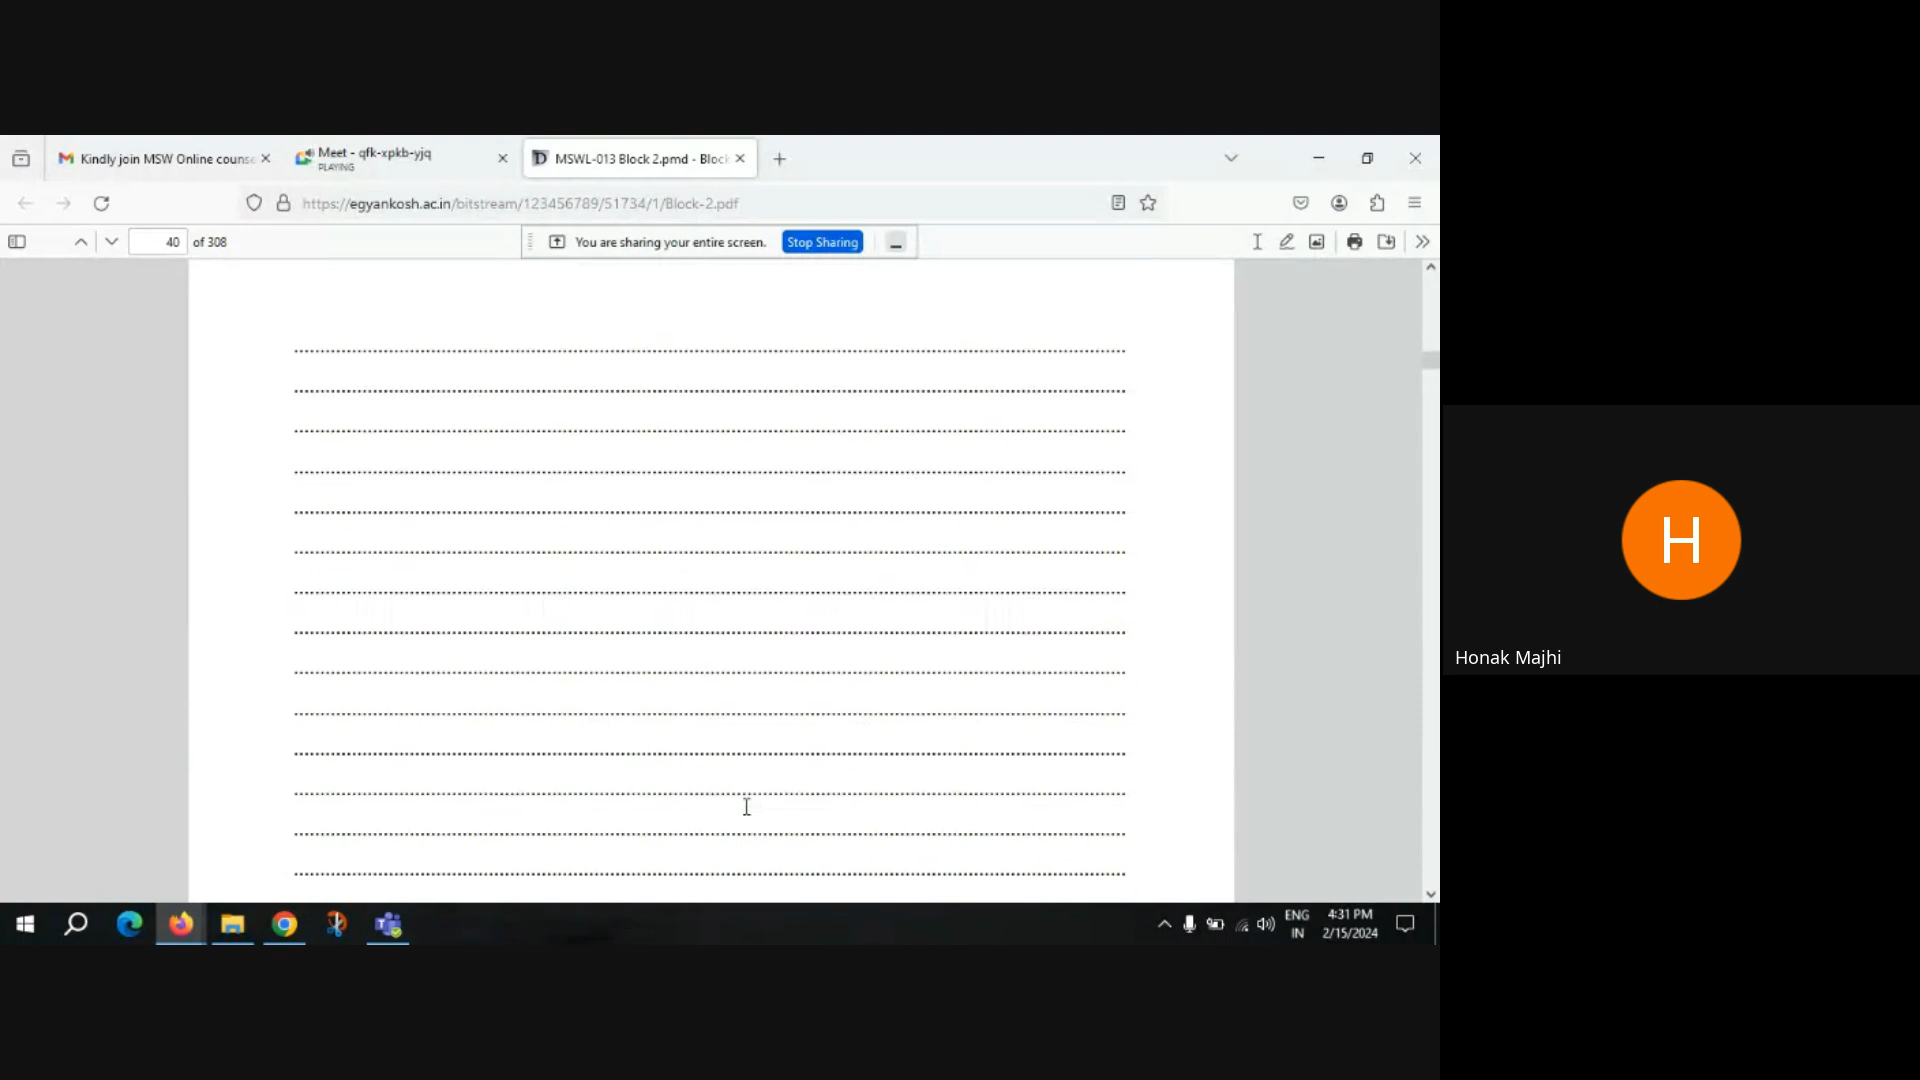 Kindly join MSW Online counse
Meet - qfk-xpkb-yjq
PLAYING
MSWL-013 Block 2.pmd - Bloc
https://egyankosh.ac.in/bitstream/123456789/51734/1/Block-2.pdf
40 of 308
You are sharing your entire screen. Stop Sharing
H
Honak Majhi
ENG
IN
4:31 PM
2/15/2024